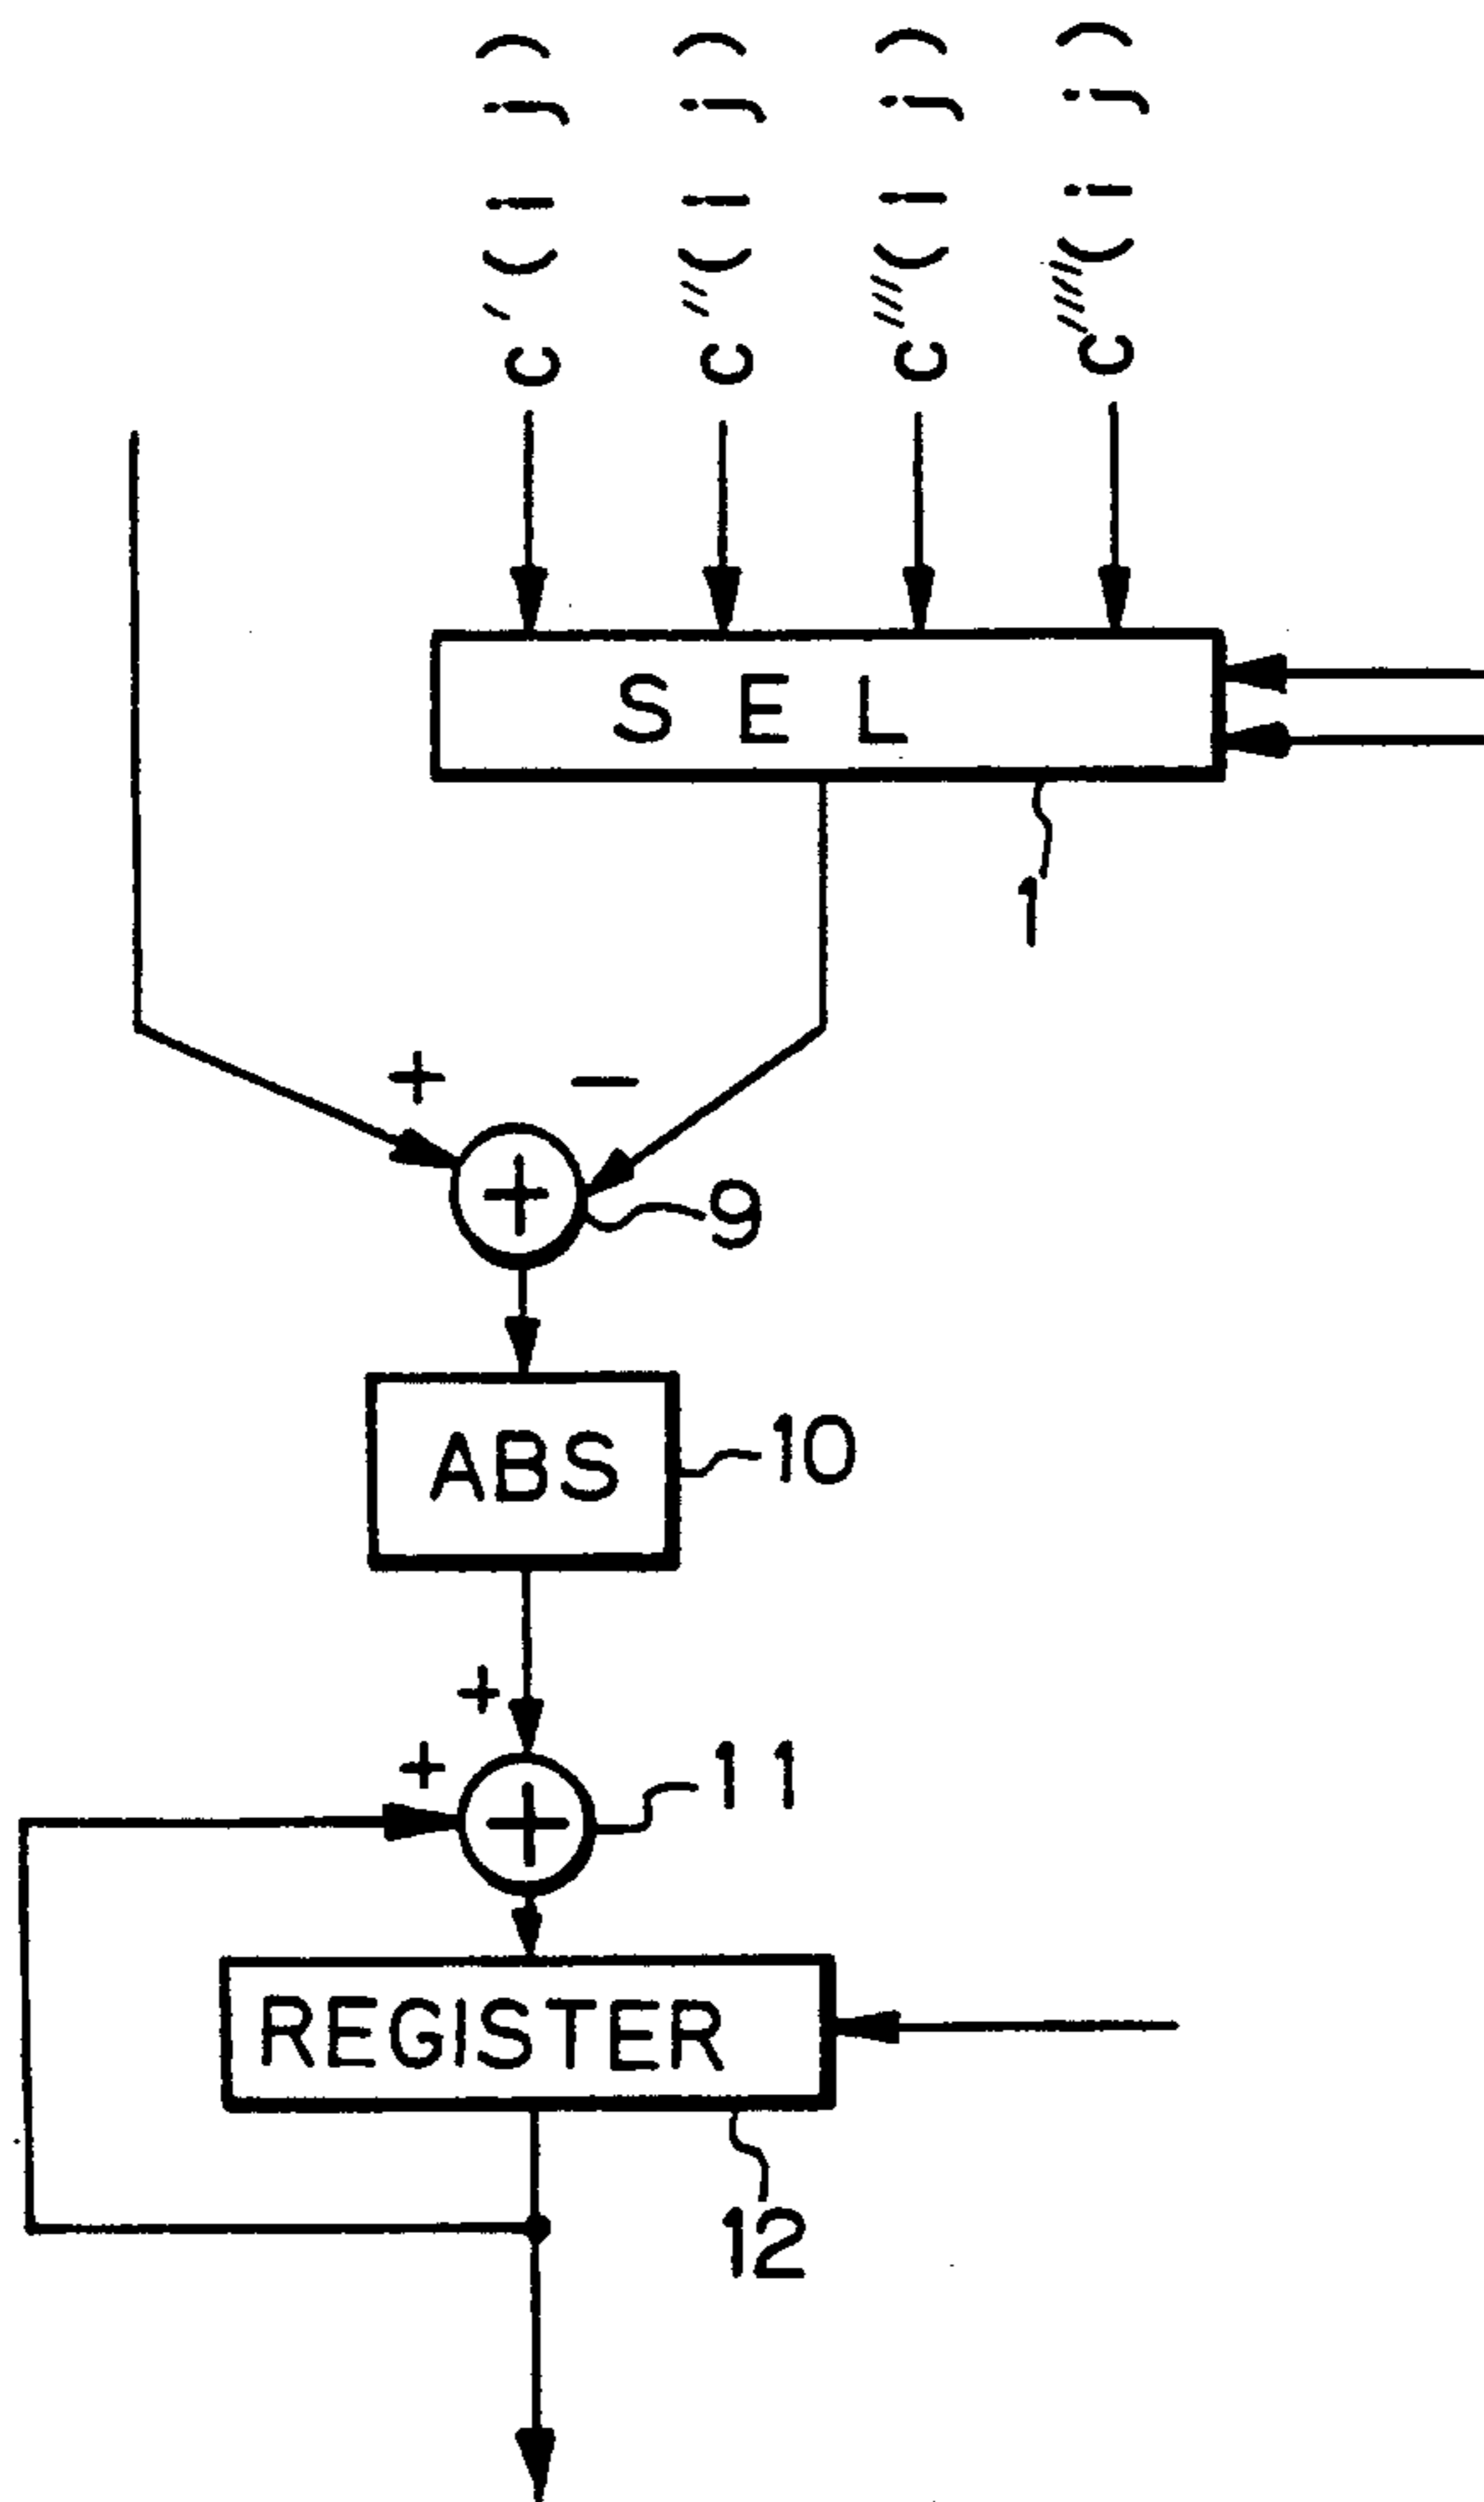 c′(i,j)
c″(i,j)
c‴(i,j)
c⁗(i,j)
SEL
1
+
−
+
9
ABS
10
+
+
+
11
REGISTER
12